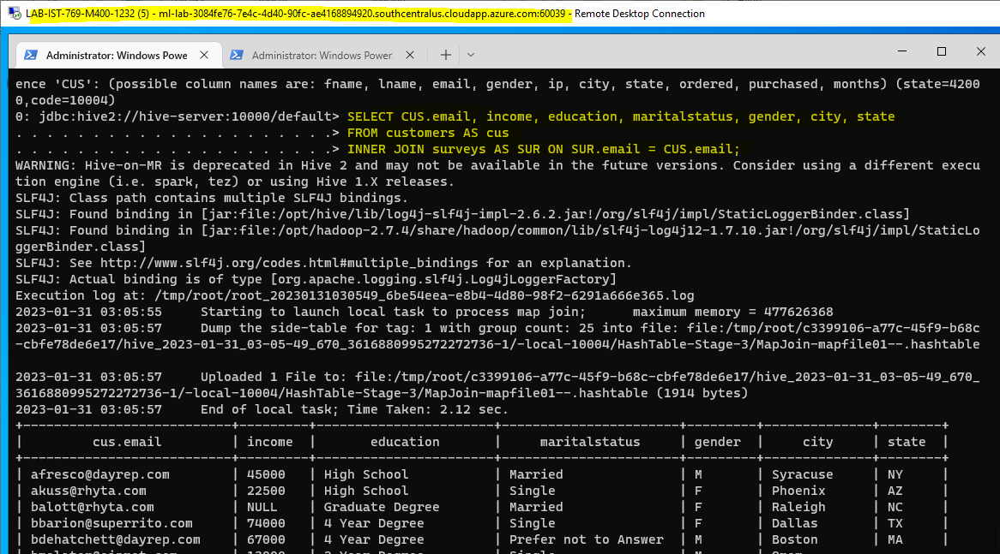 LAB-IST-769-M400-1232 (5) - ml-lab-3084fe76-7e4c-4d40-90fc-ae4168894920.southcentralus.cloudapp.azure.com:60039 - Remote Desktop Connection
Administrator: Windows Powe Administrator: Windows Power
ence 'CUS': (possible column names are: fname, lname, email, gender, ip, city, state, ordered, purchased, months) (state=4200
0,code=10004)
0: jdbc:hive2://hive-server:10000/default> SELECT CUS.email, income, education, maritalstatus, gender, city, state
. . . . . . . . . . . . . . . . . . . . .> FROM customers AS cus
. . . . . . . . . . . . . . . . . . . . .> INNER JOIN surveys AS SUR ON SUR.email = CUS.email;
WARNING: Hive-on-MR is deprecated in Hive 2 and may not be available in the future versions. Consider using a different execu
tion engine (i.e. spark, tez) or using Hive 1.X releases.
SLF4J: Class path contains multiple SLF4J bindings.
SLF4J: Found binding in [jar:file:/opt/hive/lib/log4j-slf4j-impl-2.6.2.jar!/org/slf4j/impl/StaticLoggerBinder.class]
SLF4J: Found binding in [jar:file:/opt/hadoop-2.7.4/share/hadoop/common/lib/slf4j-log4j12-1.7.10.jar!/org/slf4j/impl/StaticLo
ggerBinder.class]
SLF4J: See http://www.slf4j.org/codes.html#multiple_bindings for an explanation.
SLF4J: Actual binding is of type [org.apache.logging.slf4j.Log4jLoggerFactory]
Execution log at: /tmp/root/root_20230131030549_6be54eea-e8b4-4d80-98f2-6291a666e365.log
2023-01-31 03:05:55 Starting to launch local task to process map join; maximum memory = 477626368
2023-01-31 03:05:57 Dump the side-table for tag: 1 with group count: 25 into file: file:/tmp/root/c3399106-a77c-45f9-b68c
-cbfe78de6e17/hive_2023-01-31_03-05-49_670_3616880995272272736-1/-local-10004/HashTable-Stage-3/MapJoin-mapfile01--.hashtable
2023-01-31 03:05:57 Uploaded 1 File to: file:/tmp/root/c3399106-a77c-45f9-b68c-cbfe78de6e17/hive_2023-01-31_03-05-49_670_
3616880995272272736-1/-local-10004/HashTable-Stage-3/MapJoin-mapfile01--.hashtable (1914 bytes)
2023-01-31 03:05:57 End of local task; Time Taken: 2.12 sec.
| cus.email | income | education | maritalstatus | gender | city | state |
| afresco@dayrep.com | 45000 | High School | Married | M | Syracuse | NY |
| akuss@rhyta.com | 22500 | High School | Single | F | Phoenix | AZ |
| balott@rhyta.com | NULL | Graduate Degree | Married | F | Raleigh | NC |
| bbarion@superrito.com | 74000 | 4 Year Degree | Single | F | Dallas | TX |
| bdehatchett@dayrep.com | 67000 | 4 Year Degree | Prefer not to Answer | M | Boston | MA |